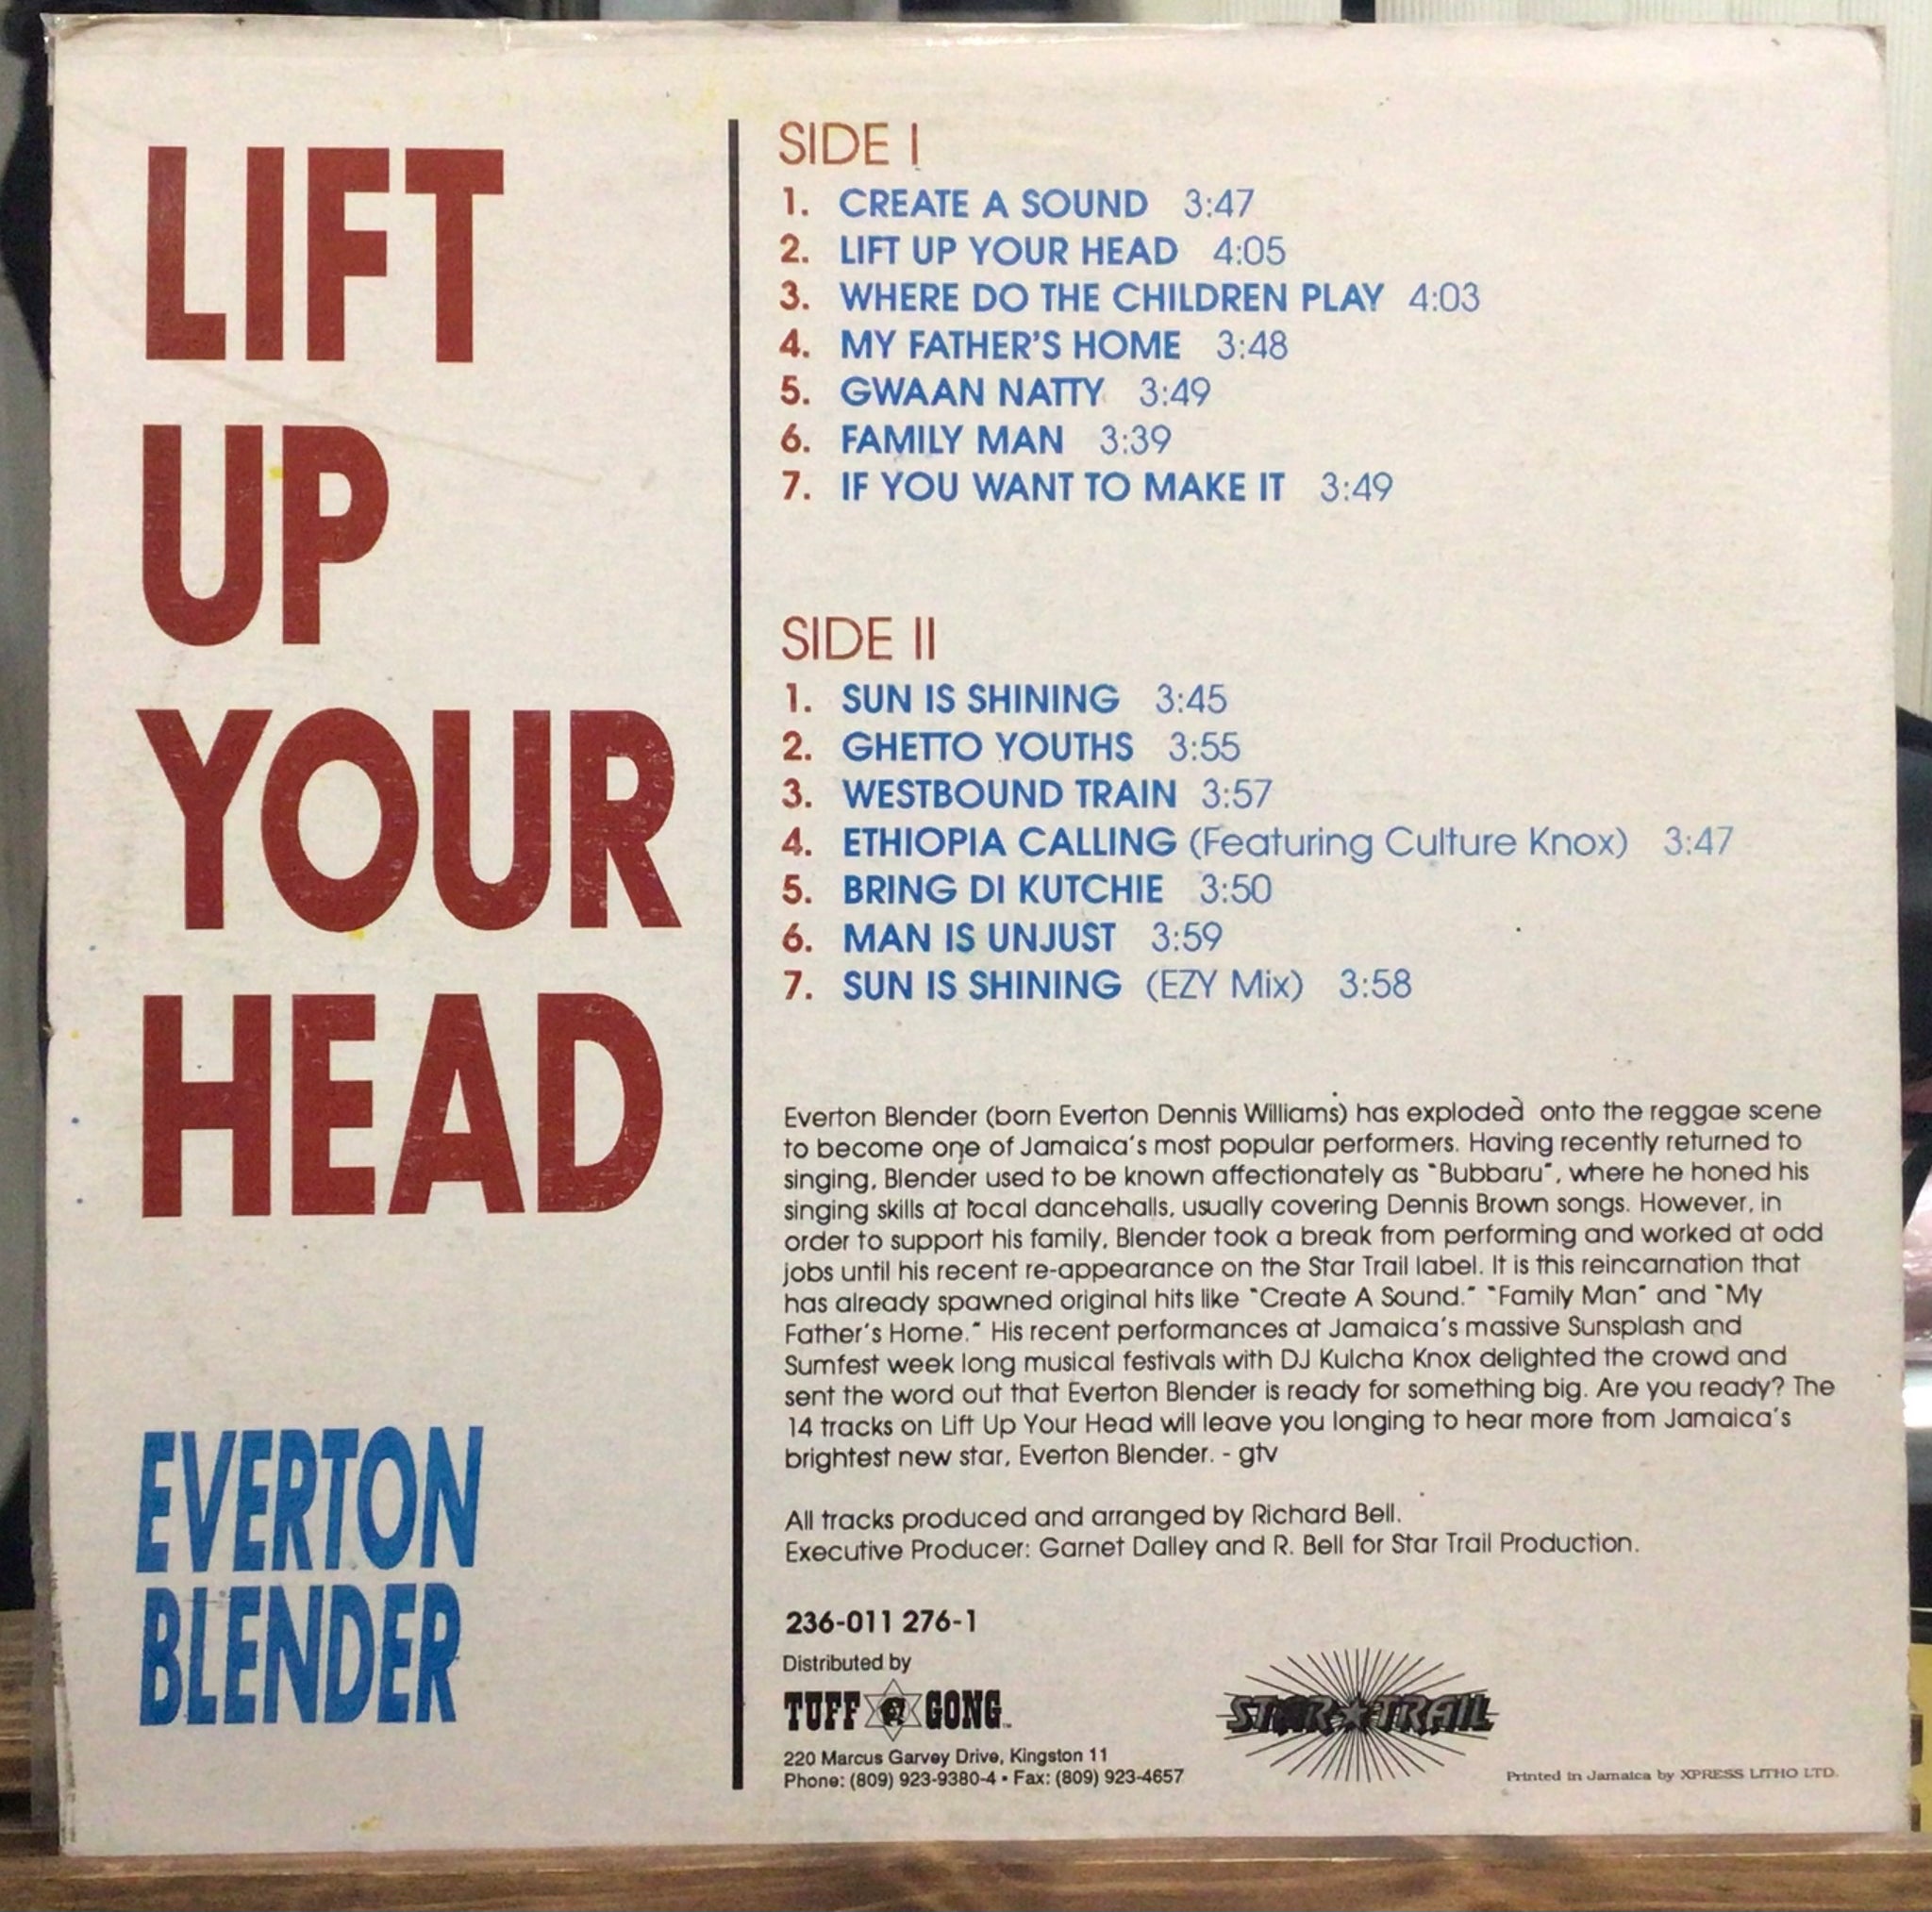 LIFT
UP
YOUR
HEAD
EVERTON
BLENDER
SIDE I
1. CREATE A SOUND 3:47
2. LIFT UP YOUR HEAD 4:05
3. WHERE DO THE CHILDREN PLAY 4:03
4. MY FATHER'S HOME 3:48
5. GWAAN NATTY 3:49
6. FAMILY MAN 3:39
7. IF YOU WANT TO MAKE IT 3:49
SIDE II
1. SUN IS SHINING 3:45
2. GHETTO YOUTHS 3:55
3. WESTBOUND TRAIN 3:57
4. ETHIOPIA CALLING (Featuring Culture Knox) 3:47
5. BRING DI KUTCHIE 3:50
6. MAN IS UNJUST 3:59
7. SUN IS SHINING (EZY Mix) 3:58
Everton Blender (born Everton Dennis Williams) has exploded onto the reggae scene
to become one of Jamaica's most popular performers. Having recently returned to
singing, Blender used to be known affectionately as "Bubbaru", where he honed his
singing skills at local dancehalls, usually covering Dennis Brown songs. However, in
order to support his family, Blender took a break from performing and worked at odd
jobs until his recent re-appearance on the Star Trail label. It is this reincarnation that
has already spawned original hits like "Create A Sound." "Family Man" and "My
Father's Home." His recent performances at Jamaica's massive Sunsplash and
Sumfest week long musical festivals with DJ Kulcha Knox delighted the crowd and
sent the word out that Everton Blender is ready for something big. Are you ready? The
14 tracks on Lift Up Your Head will leave you longing to hear more from Jamaica's
brightest new star, Everton Blender. - gtv
All tracks produced and arranged by Richard Bell.
Executive Producer: Garnet Dalley and R. Bell for Star Trail Production.
236-011 276-1
Distributed by
TUFF GONG™
220 Marcus Garvey Drive, Kingston 11
Phone: (809) 923-9380-4 • Fax: (809) 923-4657
STAR★TRAIL
Printed in Jamaica by XPRESS LITHO LTD.